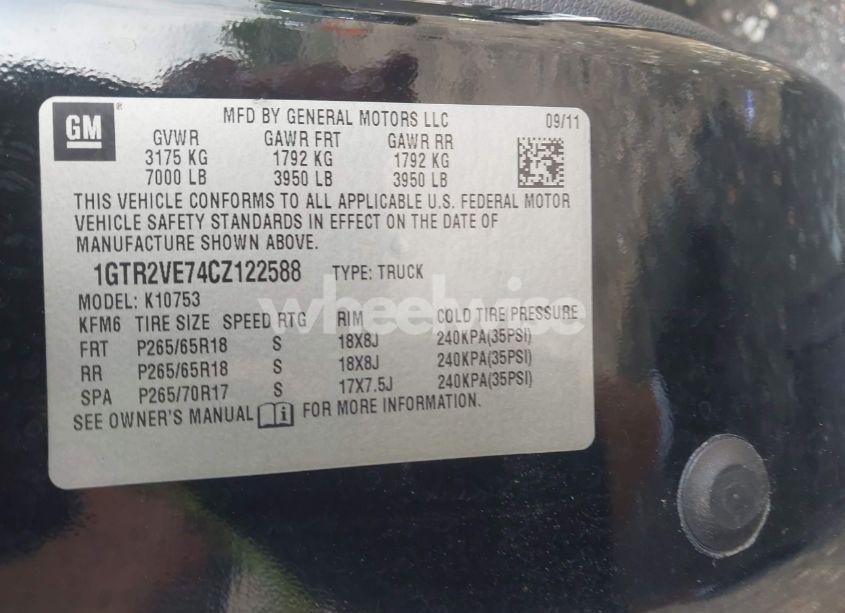 GM ®
MFD BY GENERAL MOTORS LLC 09/11
GVWR GAWR FRT GAWR RR
3175 KG 1792 KG 1792 KG
7000 LB 3950 LB 3950 LB
THIS VEHICLE CONFORMS TO ALL APPLICABLE U.S. FEDERAL MOTOR
VEHICLE SAFETY STANDARDS IN EFFECT ON THE DATE OF
MANUFACTURE SHOWN ABOVE.
1GTR2VE74CZ122588 TYPE: TRUCK
MODEL: K10753
wheelwise
KFM6 TIRE SIZE SPEED RTG RIM COLD TIRE PRESSURE
FRT P265/65R18 S 18X8J 240KPA(35PSI)
RR P265/65R18 S 18X8J 240KPA(35PSI)
SPA P265/70R17 S 17X7.5J 240KPA(35PSI)
SEE OWNER'S MANUAL i FOR MORE INFORMATION.